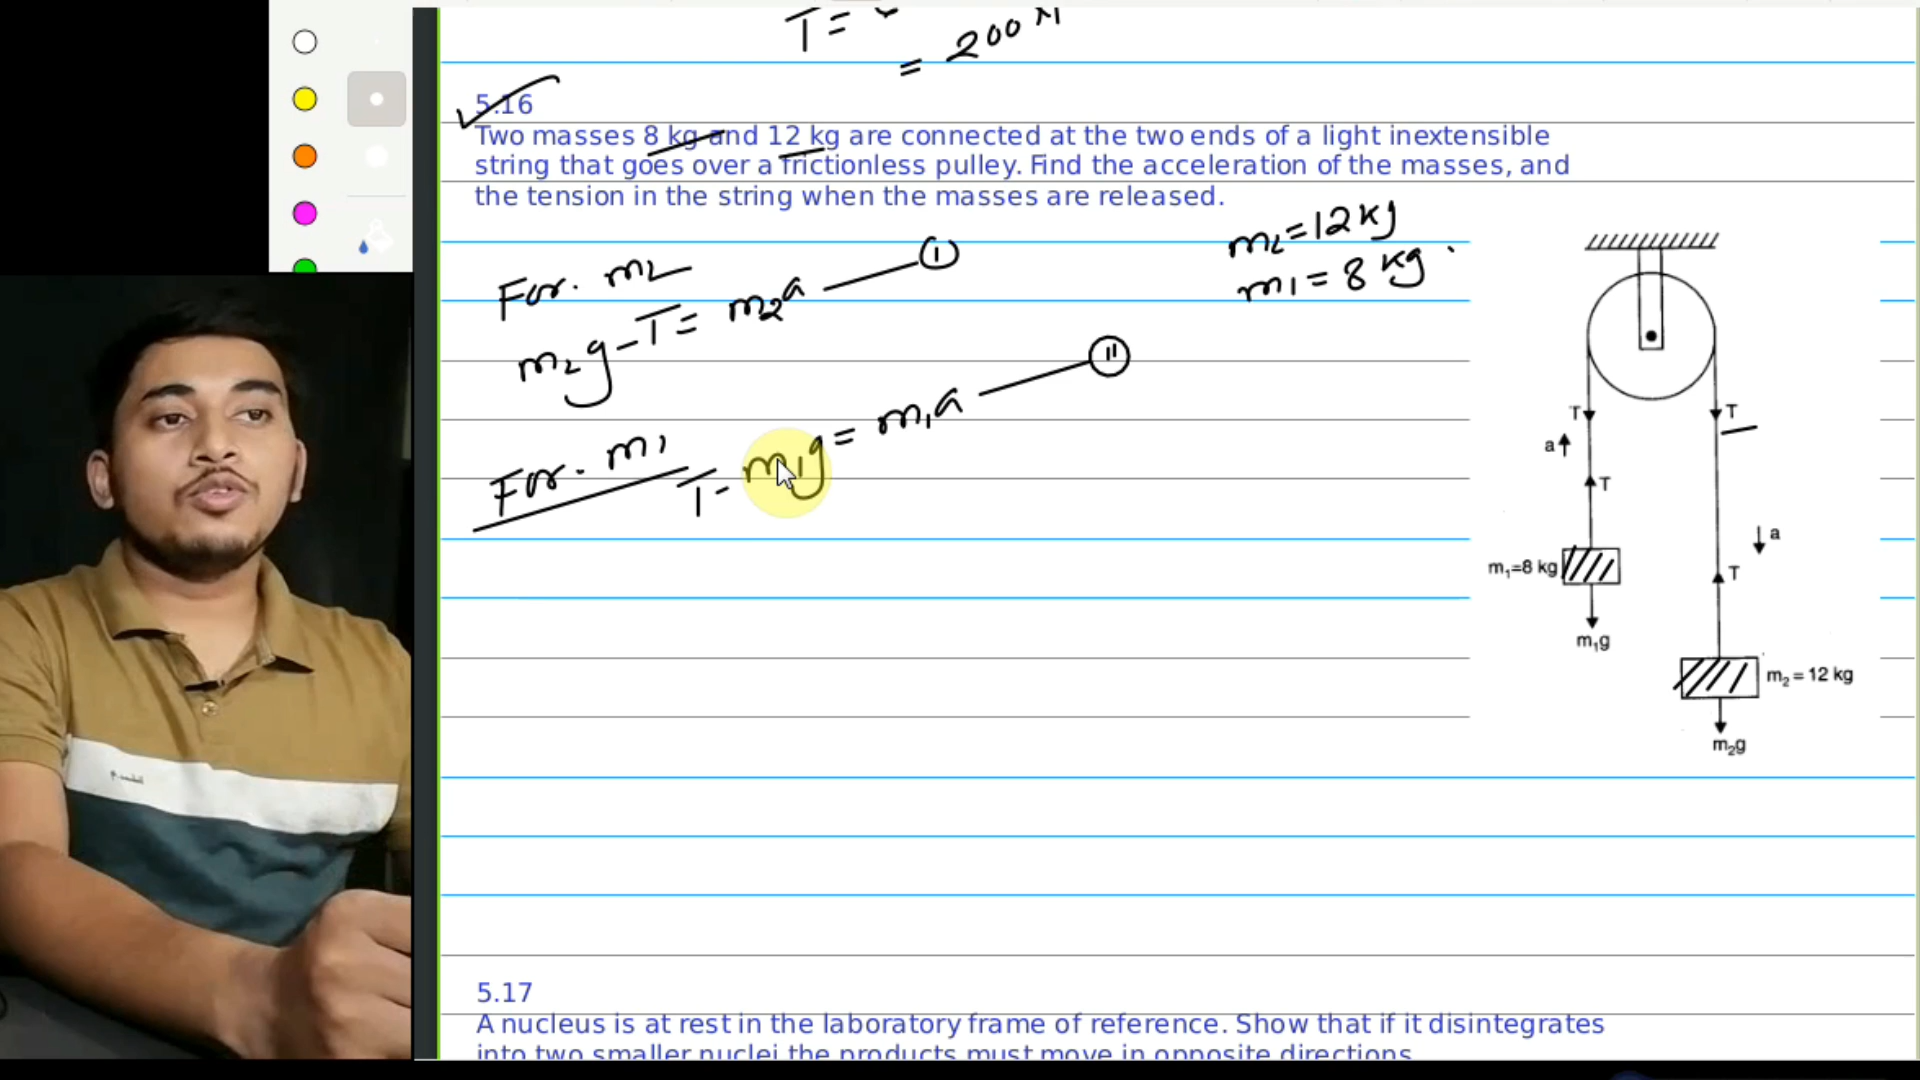 T =
= 200
5.16
Two masses 8 kg and 12 kg are connected at the two ends of a light inextensible
string that goes over a frictionless pulley. Find the acceleration of the masses, and
the tension in the string when the masses are released.
m2 = 12 kg
m1 = 8 kg.
For. m2
m2g - T = m2a ——— (I)
For. m1
T - m1g = m1a ——— (II)
T
T
a
T
a
m₁=8 kg
T
m₁g
m₂ = 12 kg
m₂g
5.17
A nucleus is at rest in the laboratory frame of reference. Show that if it disintegrates
into two smaller nuclei the products must move in opposite directions